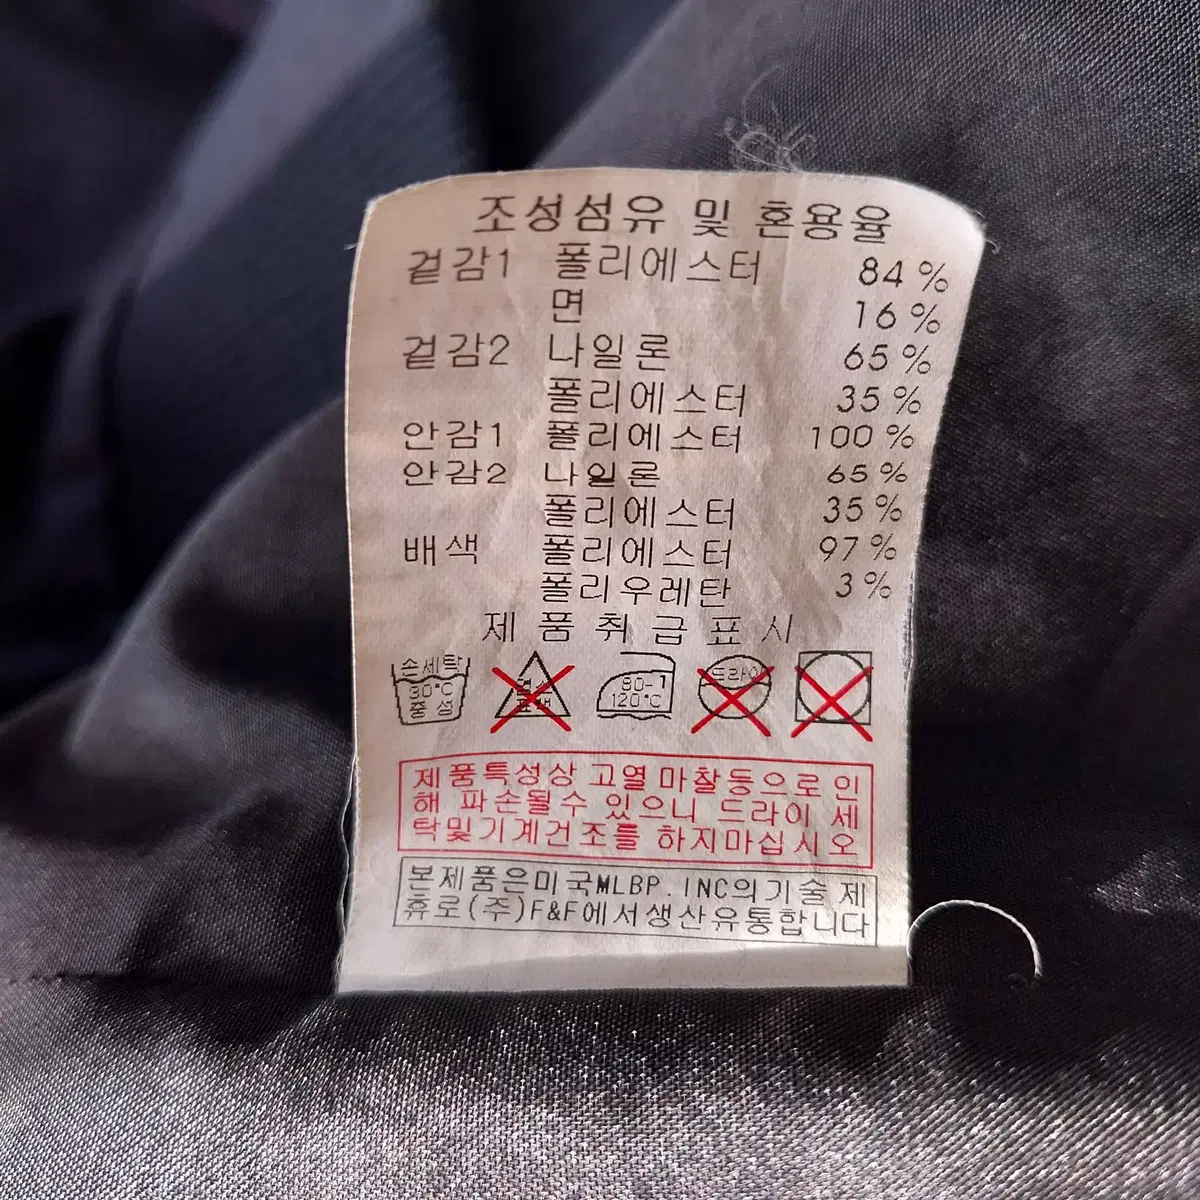 조성섬유 및 혼용율
겉감1 폴리에스터 84%
면 16%
겉감2 나일론 65%
폴리에스터 35%
안감1 폴리에스터 100%
안감2 나일론 65%
폴리에스터 35%
배색 폴리에스터 97%
폴리우레탄 3%
제품취급표시
손세탁
30°C
중성
80-1
120°C
드라이
제품특성상 고열 마찰등으로 인
해 파손될수 있으니 드라이 세
탁및기계건조를 하지마십시오
본제품은미국MLBP.INC의기술 제
휴로(주)F&F에서생산유통합니다